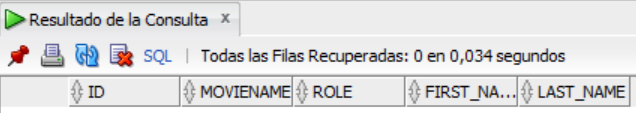 Resultado de la Consulta x
SQL | Todas las Filas Recuperadas: 0 en 0,034 segundos
ID MOVIENAME ROLE FIRST_NA... LAST_NAME